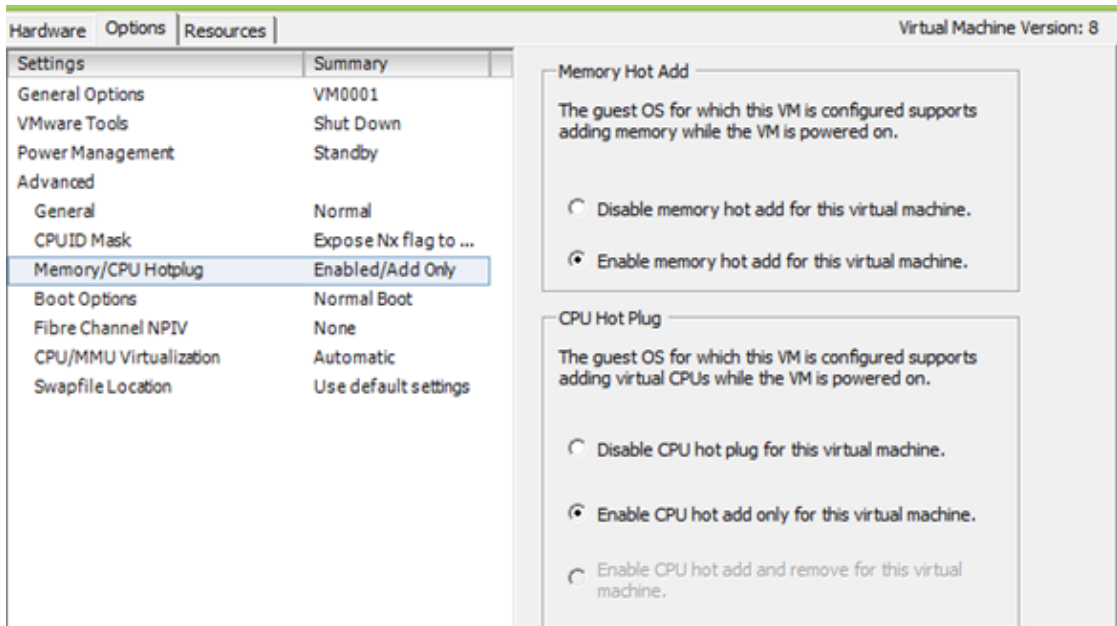 Hardware Options Resources Virtual Machine Version: 8
Settings Summary
General Options VM0001
VMware Tools Shut Down
Power Management Standby
Advanced
General Normal
CPUID Mask Expose Nx flag to ...
Memory/CPU Hotplug Enabled/Add Only
Boot Options Normal Boot
Fibre Channel NPIV None
CPU/MMU Virtualization Automatic
Swapfile Location Use default settings
Memory Hot Add
The guest OS for which this VM is configured supports
adding memory while the VM is powered on.
Disable memory hot add for this virtual machine.
Enable memory hot add for this virtual machine.
CPU Hot Plug
The guest OS for which this VM is configured supports
adding virtual CPUs while the VM is powered on.
Disable CPU hot plug for this virtual machine.
Enable CPU hot add only for this virtual machine.
Enable CPU hot add and remove for this virtual
machine.